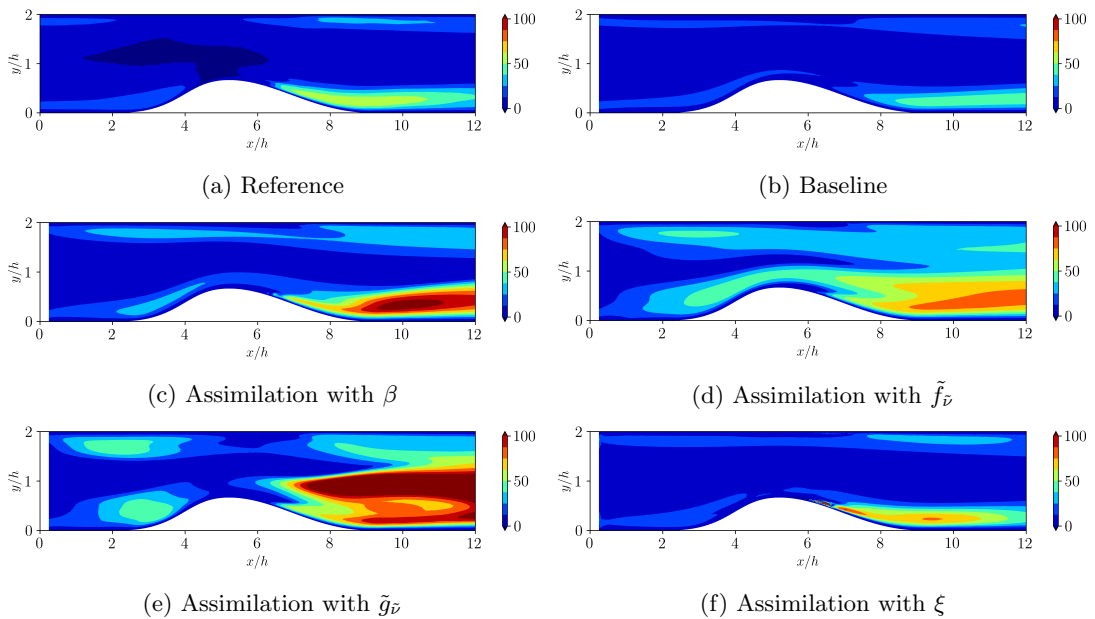 2
1
0
y/h
0 2 4 6 8 10 12
x/h
100
50
0
(a) Reference
2
1
0
y/h
0 2 4 6 8 10 12
x/h
100
50
0
(b) Baseline
2
1
0
y/h
0 2 4 6 8 10 12
x/h
100
50
0
(c) Assimilation with β
2
1
0
y/h
0 2 4 6 8 10 12
x/h
100
50
0
(d) Assimilation with f̃_ν̃
2
1
0
y/h
0 2 4 6 8 10 12
x/h
100
50
0
(e) Assimilation with g̃_ν̃
2
1
0
y/h
0 2 4 6 8 10 12
x/h
100
50
0
(f) Assimilation with ξ